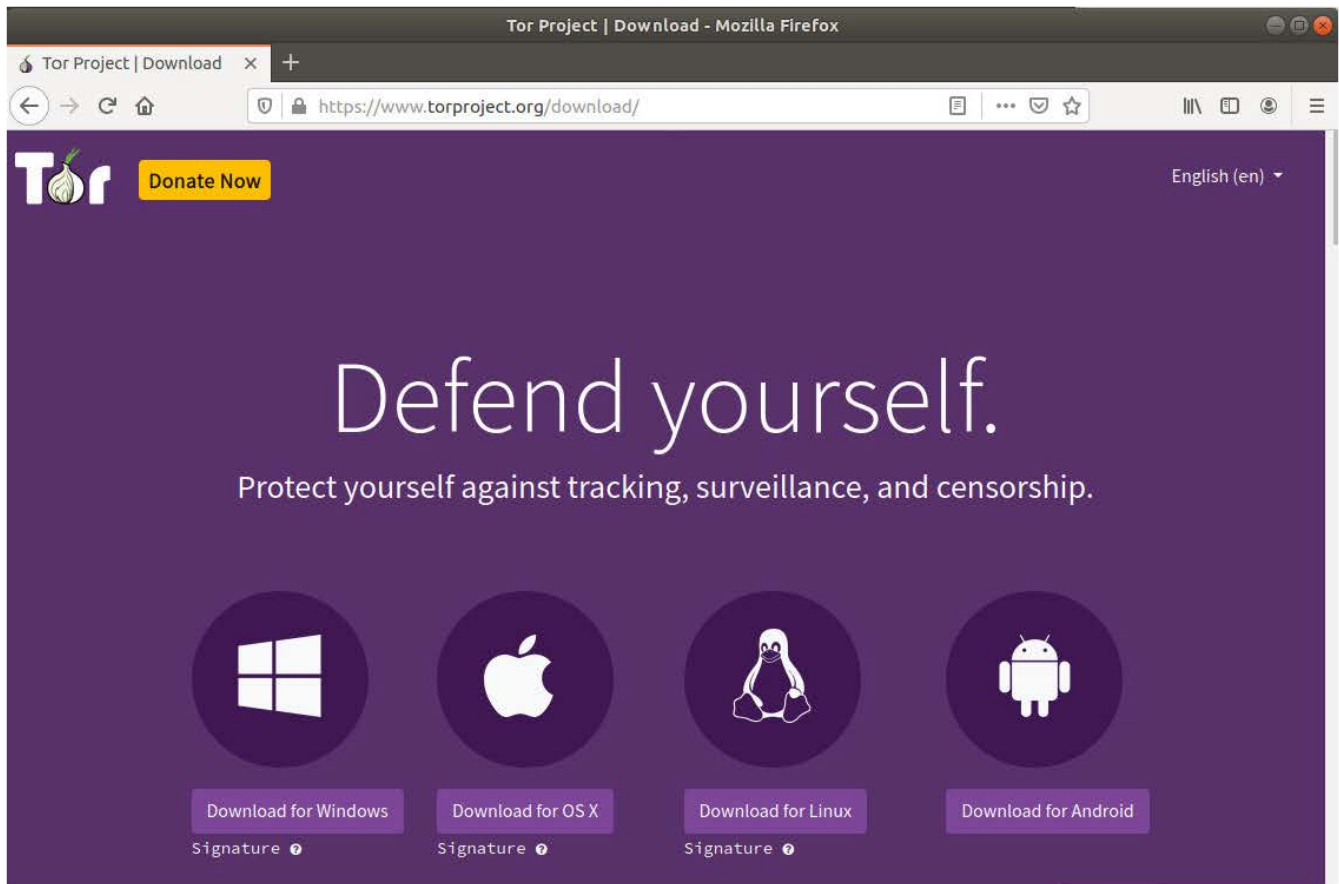 Tor Project | Download - Mozilla Firefox
Tor Project | Download
https://www.torproject.org/download/
Tor Donate Now English (en)
Defend yourself.
Protect yourself against tracking, surveillance, and censorship.
Download for Windows Download for OS X Download for Linux Download for Android
Signature Signature Signature